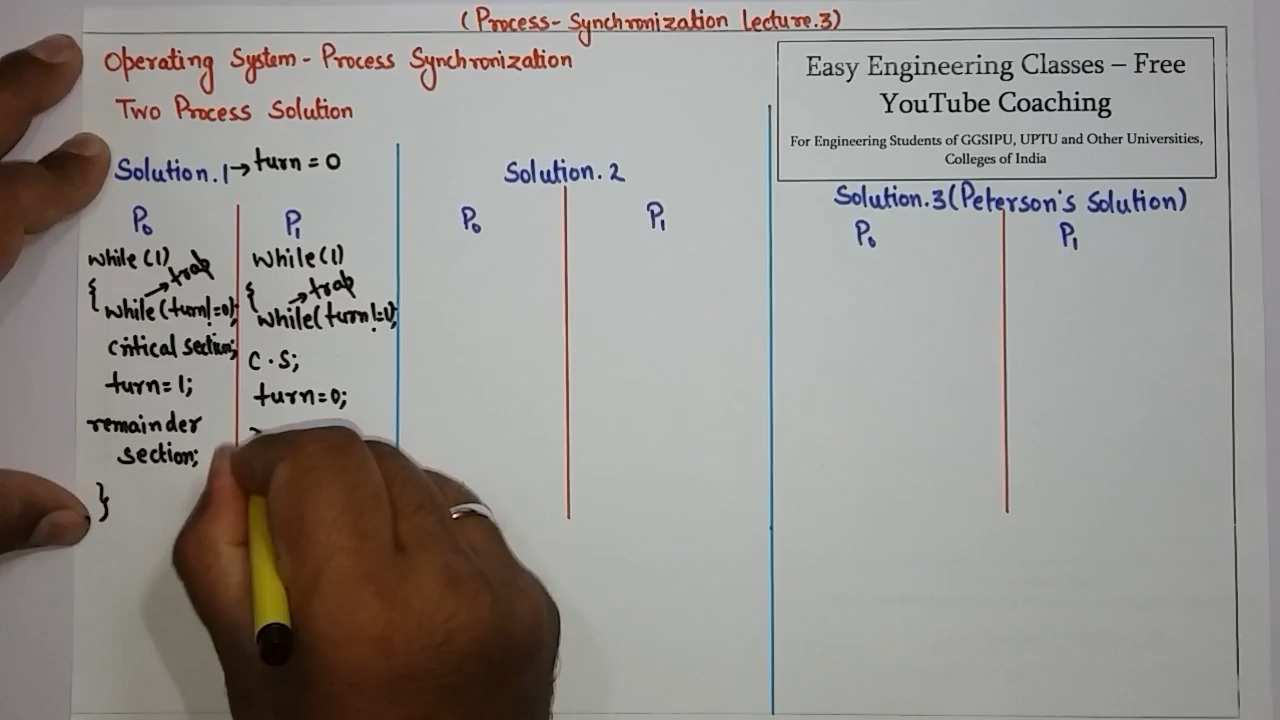 (Process-Synchronization Lecture.3)
Operating System - Process Synchronization
Two Process Solution
Easy Engineering Classes – Free
YouTube Coaching
For Engineering Students of GGSIPU, UPTU and Other Universities,
Colleges of India
Solution.1→turn = 0
P0
while(1)
{
→trap
while(turn!=0);
critical section;
turn=1;
remainder
section;
}
P1
while(1)
{
→trap
while(turn!=1);
C.S;
turn=0;
Solution.2
P0
P1
Solution.3(Peterson's Solution)
P0
P1